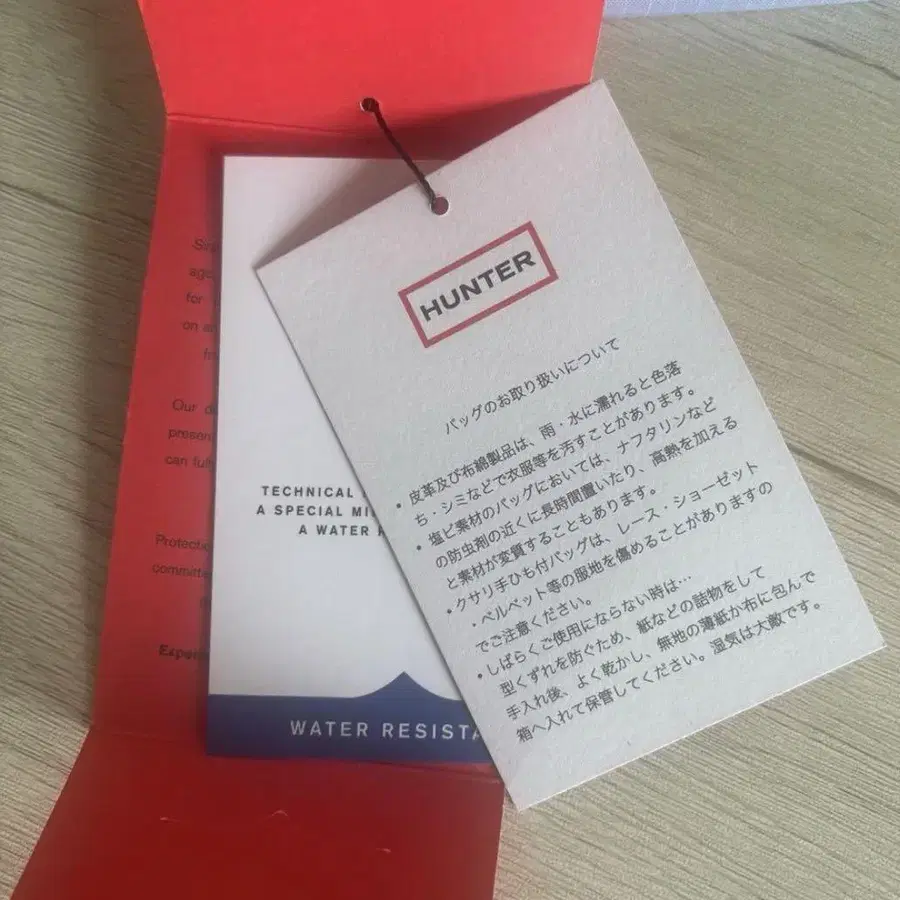 HUNTER
バッグのお取り扱いについて
• 皮革及び布綿製品は、雨・水に濡れると色落
ち・シミなどで衣服等を汚すことがあります。
• 塩ビ素材のバッグにおいては、ナフタリンなど
の防虫剤の近くに長時間置いたり、高熱を加える
と素材が変質することもあります。
• クサリ手ひも付バッグは、レース・ショーゼット
・ベルベット等の服地を傷めることがありますの
でご注意ください。
• しばらくご使用にならない時は…
型くずれを防ぐため、紙などの詰物をして
手入れ後、よく乾かし、無地の薄紙か布に包んで
箱へ入れて保管してください。湿気は大敵です。
TECHNICAL
A SPECIAL
A WATER
WATER
for
on
Our
can